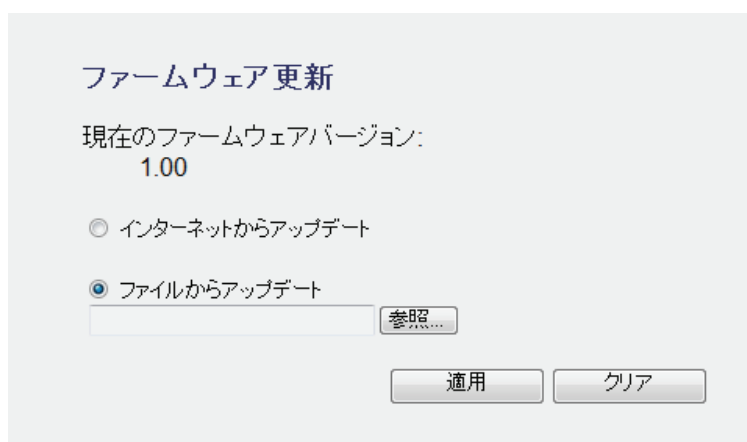 ファームウェア更新
現在のファームウェアバージョン:
1.00
インターネットからアップデート
ファイルからアップデート
参照...
適用 クリア